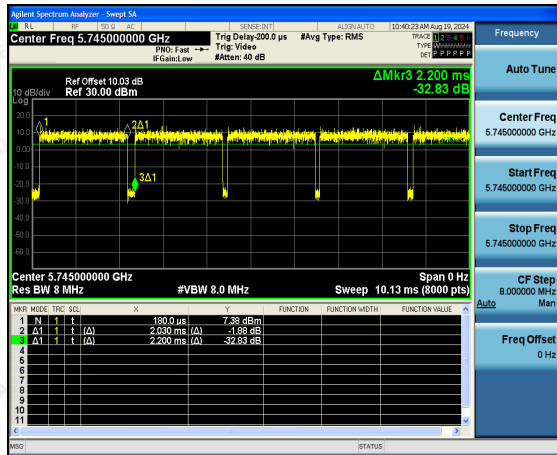 Agilent Spectrum Analyzer - Swept SA
RL RF 50 Ω AC SENSE:INT ALIGN AUTO 10:40:23 AM Aug 19, 2024
Center Freq 5.745000000 GHz
PNO: Fast
IFGain:Low
Trig Delay-200.0 µs
Trig: Video
#Atten: 40 dB
#Avg Type: RMS
TRACE 1 2 3 4 5 6
TYPE
DET P P P P P P
Ref Offset 10.03 dB
10 dB/div Ref 30.00 dBm
ΔMkr3 2.200 ms
-32.83 dB
Log
20.0
10.0
0.00
-10.0
-20.0
-30.0
-40.0
-50.0
-60.0
1
2Δ1
3Δ1
Center 5.745000000 GHz Span 0 Hz
Res BW 8 MHz #VBW 8.0 MHz Sweep 10.13 ms (8000 pts)
MKR MODE TRC SCL X Y FUNCTION FUNCTION WIDTH FUNCTION VALUE
1 N 1 t 180.0 µs 7.38 dBm
2 Δ1 1 t (Δ) 2.030 ms (Δ) -1.88 dB
3 Δ1 1 t (Δ) 2.200 ms (Δ) -32.83 dB
4
5
6
7
8
9
10
11
MSG STATUS
Frequency
Auto Tune
Center Freq
5.745000000 GHz
Start Freq
5.745000000 GHz
Stop Freq
5.745000000 GHz
CF Step
8.000000 MHz
Auto Man
Freq Offset
0 Hz